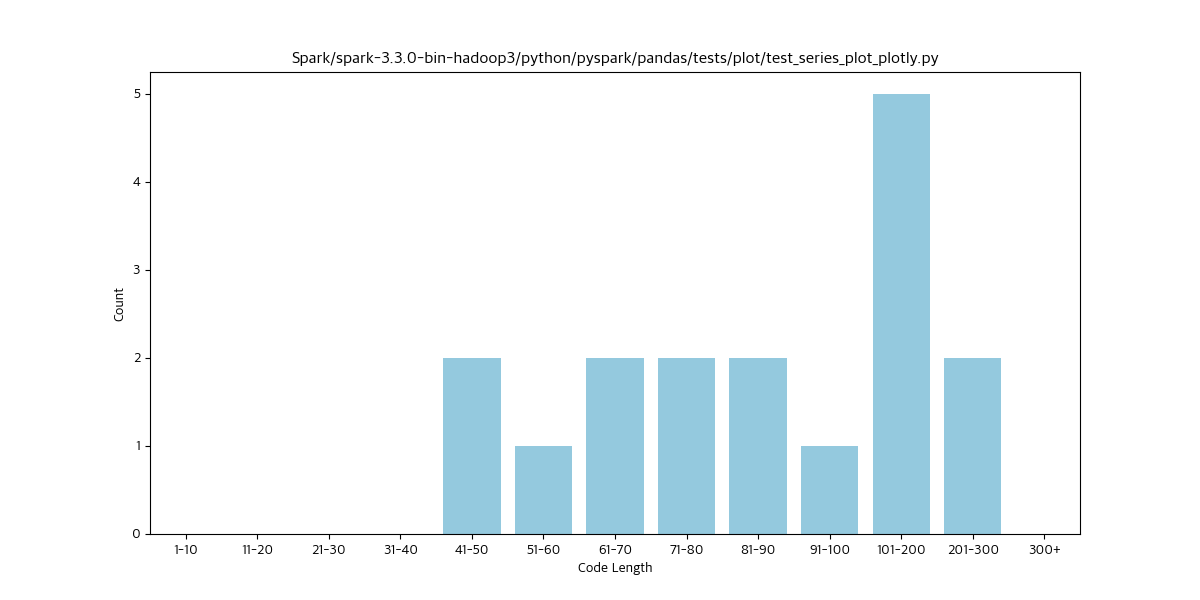 Spark/spark-3.3.0-bin-hadoop3/python/pyspark/pandas/tests/plot/test_series_plot_plotly.py
5
4
3
2
1
0
Count
1-10 11-20 21-30 31-40 41-50 51-60 61-70 71-80 81-90 91-100 101-200 201-300 300+
Code Length